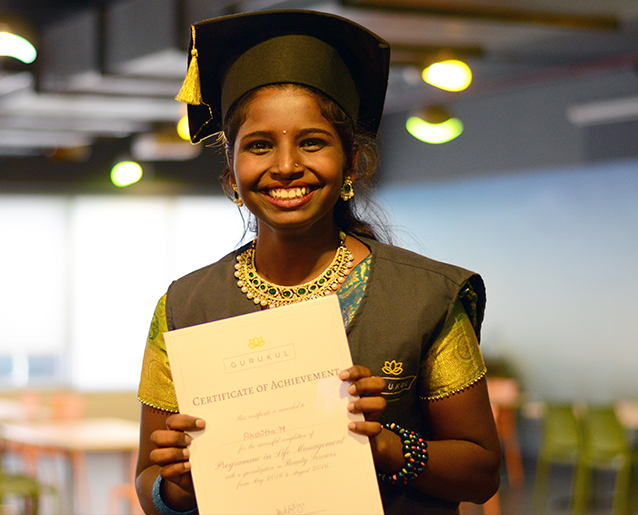 GURUKUL
CERTIFICATE OF ACHIEVEMENT
This certificate is awarded to
for the successful completion of
Programme in Life Management
with a specialisation in Beauty Services
from May 2016 to August 2016
GURUKUL